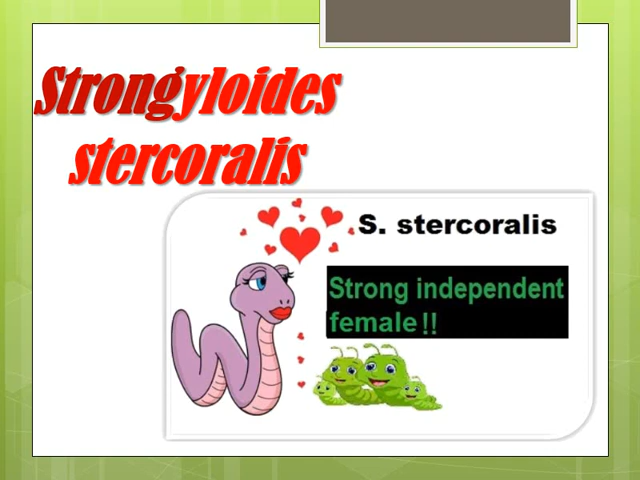 Strongyloides
stercoralis
S. stercoralis
Strong independent
female!!